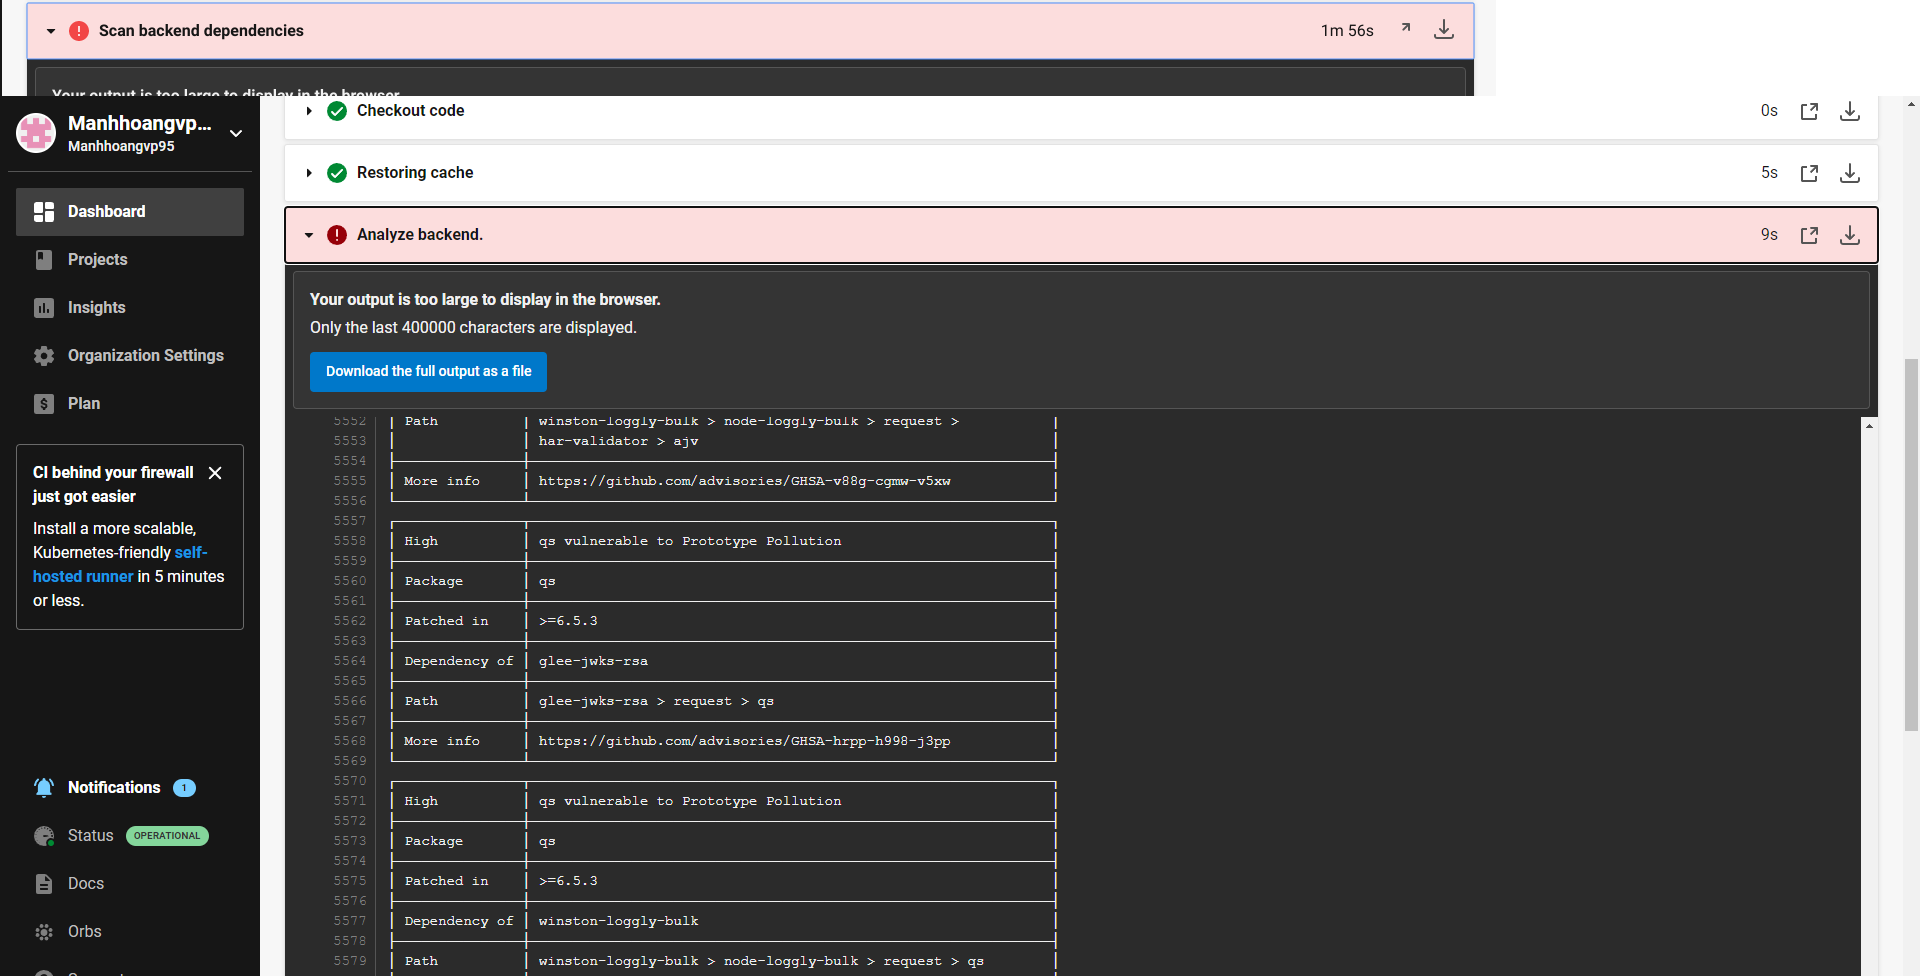 Scan backend dependencies
1m 56s
Your output is too large to display in the browser.
Manhhoangvp...
Manhhoangvp95
Dashboard
Projects
Insights
Organization Settings
Plan
CI behind your firewall
just got easier
Install a more scalable,
Kubernetes-friendly self-
hosted runner in 5 minutes
or less.
Notifications 1
Status OPERATIONAL
Docs
Orbs
Checkout code
0s
Restoring cache
5s
Analyze backend.
9s
Your output is too large to display in the browser.
Only the last 400000 characters are displayed.
Download the full output as a file
5552 Path winston-loggly-bulk > node-loggly-bulk > request >
5553 har-validator > ajv
5554
5555 More info https://github.com/advisories/GHSA-v88g-cgmw-v5xw
5556
5557
5558 High qs vulnerable to Prototype Pollution
5559
5560 Package qs
5561
5562 Patched in >=6.5.3
5563
5564 Dependency of glee-jwks-rsa
5565
5566 Path glee-jwks-rsa > request > qs
5567
5568 More info https://github.com/advisories/GHSA-hrpp-h998-j3pp
5569
5570
5571 High qs vulnerable to Prototype Pollution
5572
5573 Package qs
5574
5575 Patched in >=6.5.3
5576
5577 Dependency of winston-loggly-bulk
5578
5579 Path winston-loggly-bulk > node-loggly-bulk > request > qs